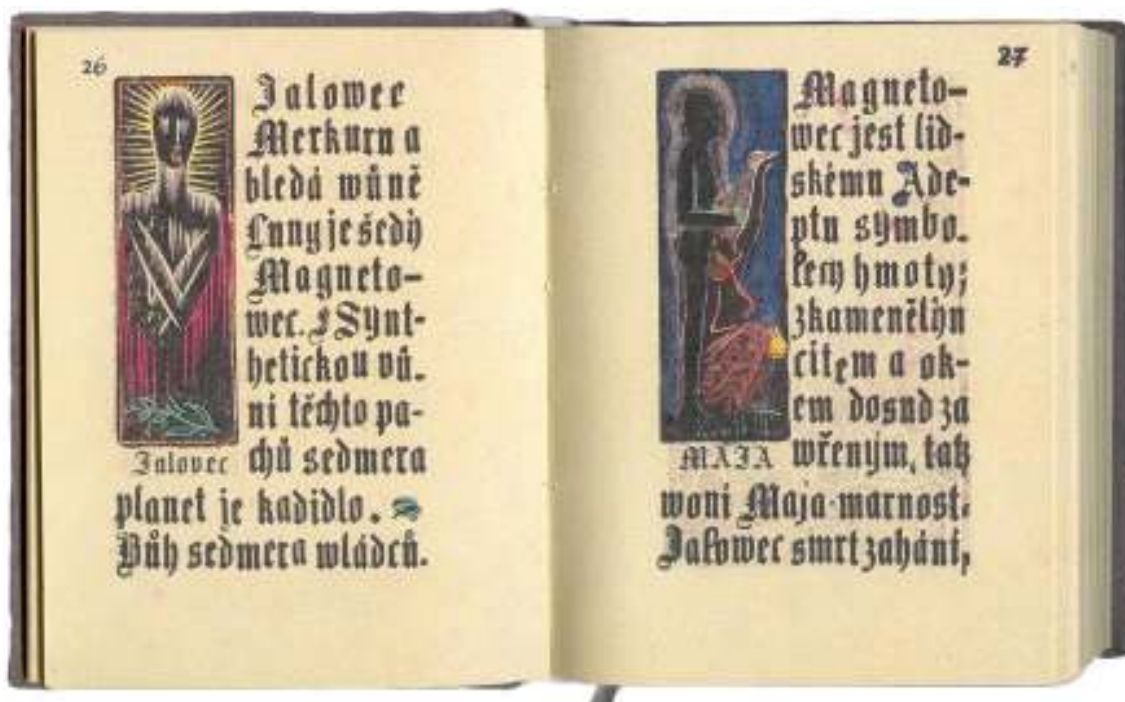 26
Jalowec
Merkuru a
bledá wůně
Luny je šedý
Magneto-
wec. Synt-
hetickou vů-
ni těchto pa-
chů sedmera
Jalovec
planet je kadidlo.
Bůh sedmera wládců.
27
Magneto-
wec jest lid-
skému Ade-
ptu symbo-
lem hmoty;
zkamenělým
citem a ok-
em dosud za
wřeným, tak
MAJA
woní Maja-marnost.
Jalowec smrt zahání,